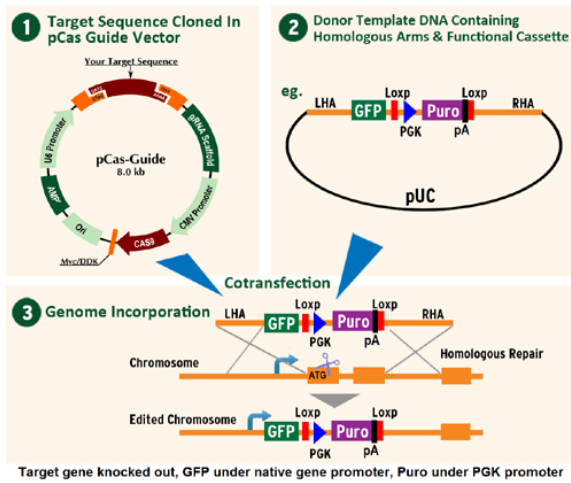 1 Target Sequence Cloned In
pCas Guide Vector
Your Target Sequence
U6 Promoter
gRNA Scaffold
pCas-Guide
8.0 kb
AMPr
CMV Promoter
Ori
CAS9
Myc/DDK
2 Donor Template DNA Containing
Homologous Arms & Functional Cassette
eg.
Loxp Loxp
LHA GFP Puro RHA
PGK pA
pUC
Cotransfection
3 Genome Incorporation
LHA Loxp Loxp RHA
GFP Puro
PGK pA
Homologous Repair
Chromosome
ATG
Edited Chromosome
Loxp Loxp
GFP Puro
PGK pA
Target gene knocked out, GFP under native gene promoter, Puro under PGK promoter